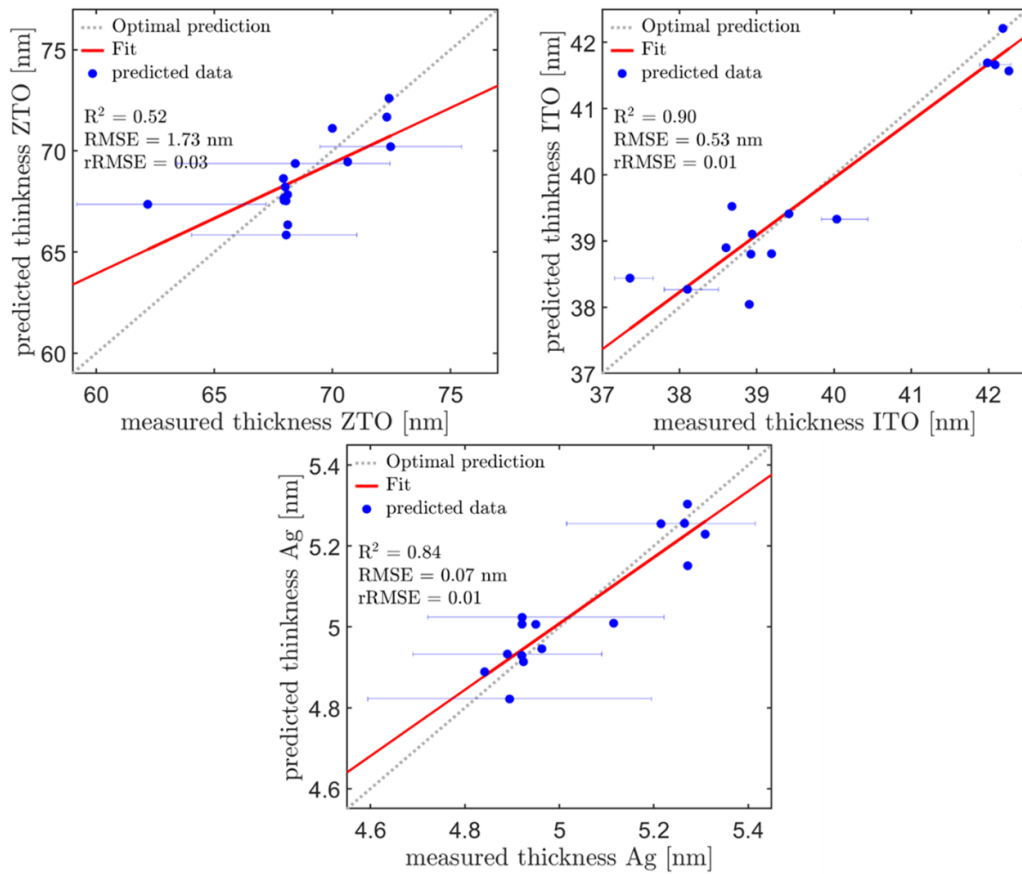 Optimal prediction
Fit
predicted data
R² = 0.52
RMSE = 1.73 nm
rRMSE = 0.03
75
70
65
60
predicted thinkness ZTO [nm]
60 65 70 75
measured thickness ZTO [nm]
Optimal prediction
Fit
predicted data
R² = 0.90
RMSE = 0.53 nm
rRMSE = 0.01
42
41
40
39
38
37
predicted thinkness ITO [nm]
37 38 39 40 41 42
measured thickness ITO [nm]
Optimal prediction
Fit
predicted data
R² = 0.84
RMSE = 0.07 nm
rRMSE = 0.01
5.4
5.2
5
4.8
4.6
predicted thinkness Ag [nm]
4.6 4.8 5 5.2 5.4
measured thickness Ag [nm]